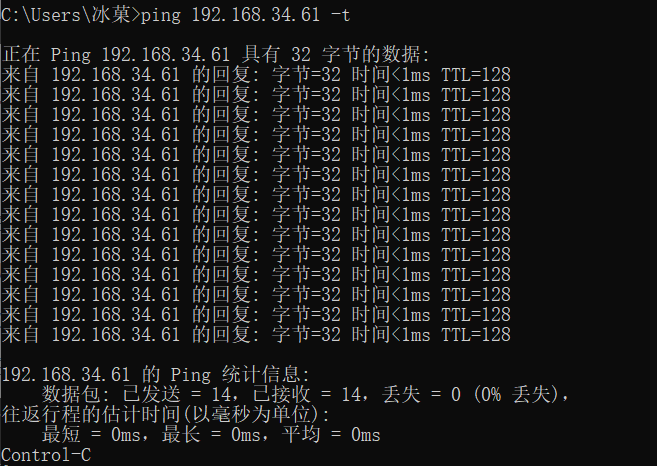 C:\Users\冰菓>ping 192.168.34.61 -t
正在 Ping 192.168.34.61 具有 32 字节的数据:
来自 192.168.34.61 的回复: 字节=32 时间<1ms TTL=128
来自 192.168.34.61 的回复: 字节=32 时间<1ms TTL=128
来自 192.168.34.61 的回复: 字节=32 时间<1ms TTL=128
来自 192.168.34.61 的回复: 字节=32 时间<1ms TTL=128
来自 192.168.34.61 的回复: 字节=32 时间<1ms TTL=128
来自 192.168.34.61 的回复: 字节=32 时间<1ms TTL=128
来自 192.168.34.61 的回复: 字节=32 时间<1ms TTL=128
来自 192.168.34.61 的回复: 字节=32 时间<1ms TTL=128
来自 192.168.34.61 的回复: 字节=32 时间<1ms TTL=128
来自 192.168.34.61 的回复: 字节=32 时间<1ms TTL=128
来自 192.168.34.61 的回复: 字节=32 时间<1ms TTL=128
来自 192.168.34.61 的回复: 字节=32 时间<1ms TTL=128
来自 192.168.34.61 的回复: 字节=32 时间<1ms TTL=128
来自 192.168.34.61 的回复: 字节=32 时间<1ms TTL=128
192.168.34.61 的 Ping 统计信息:
数据包: 已发送 = 14，已接收 = 14，丢失 = 0 (0% 丢失)，
往返行程的估计时间(以毫秒为单位):
最短 = 0ms，最长 = 0ms，平均 = 0ms
Control-C